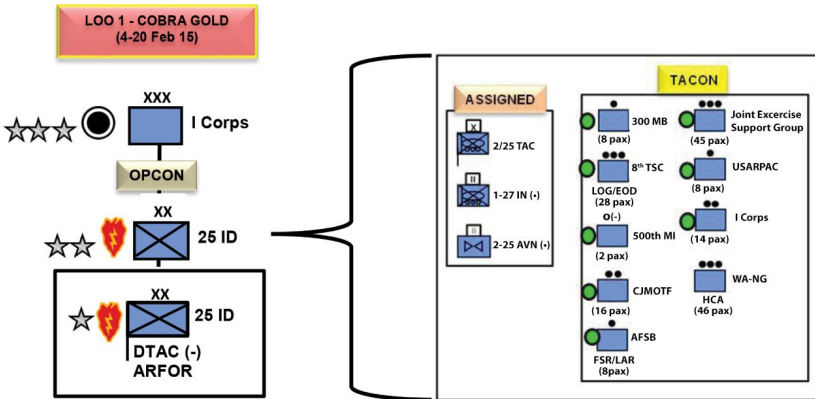 LOO 1 - COBRA GOLD
(4-20 Feb 15)
XXX
I Corps
OPCON
XX
25 ID
XX
25 ID
DTAC (-)
ARFOR
ASSIGNED
X
2/25 TAC
II
1-27 IN (-)
II
2-25 AVN (-)
TACON
300 MB
(8 pax)
8th TSC
LOG/EOD
(28 pax)
O(-)
500th MI
(2 pax)
CJMOTF
(16 pax)
AFSB
FSR/LAR
(8pax)
Joint Excercise
Support Group
(45 pax)
USARPAC
(8 pax)
I Corps
(14 pax)
WA-NG
HCA
(46 pax)